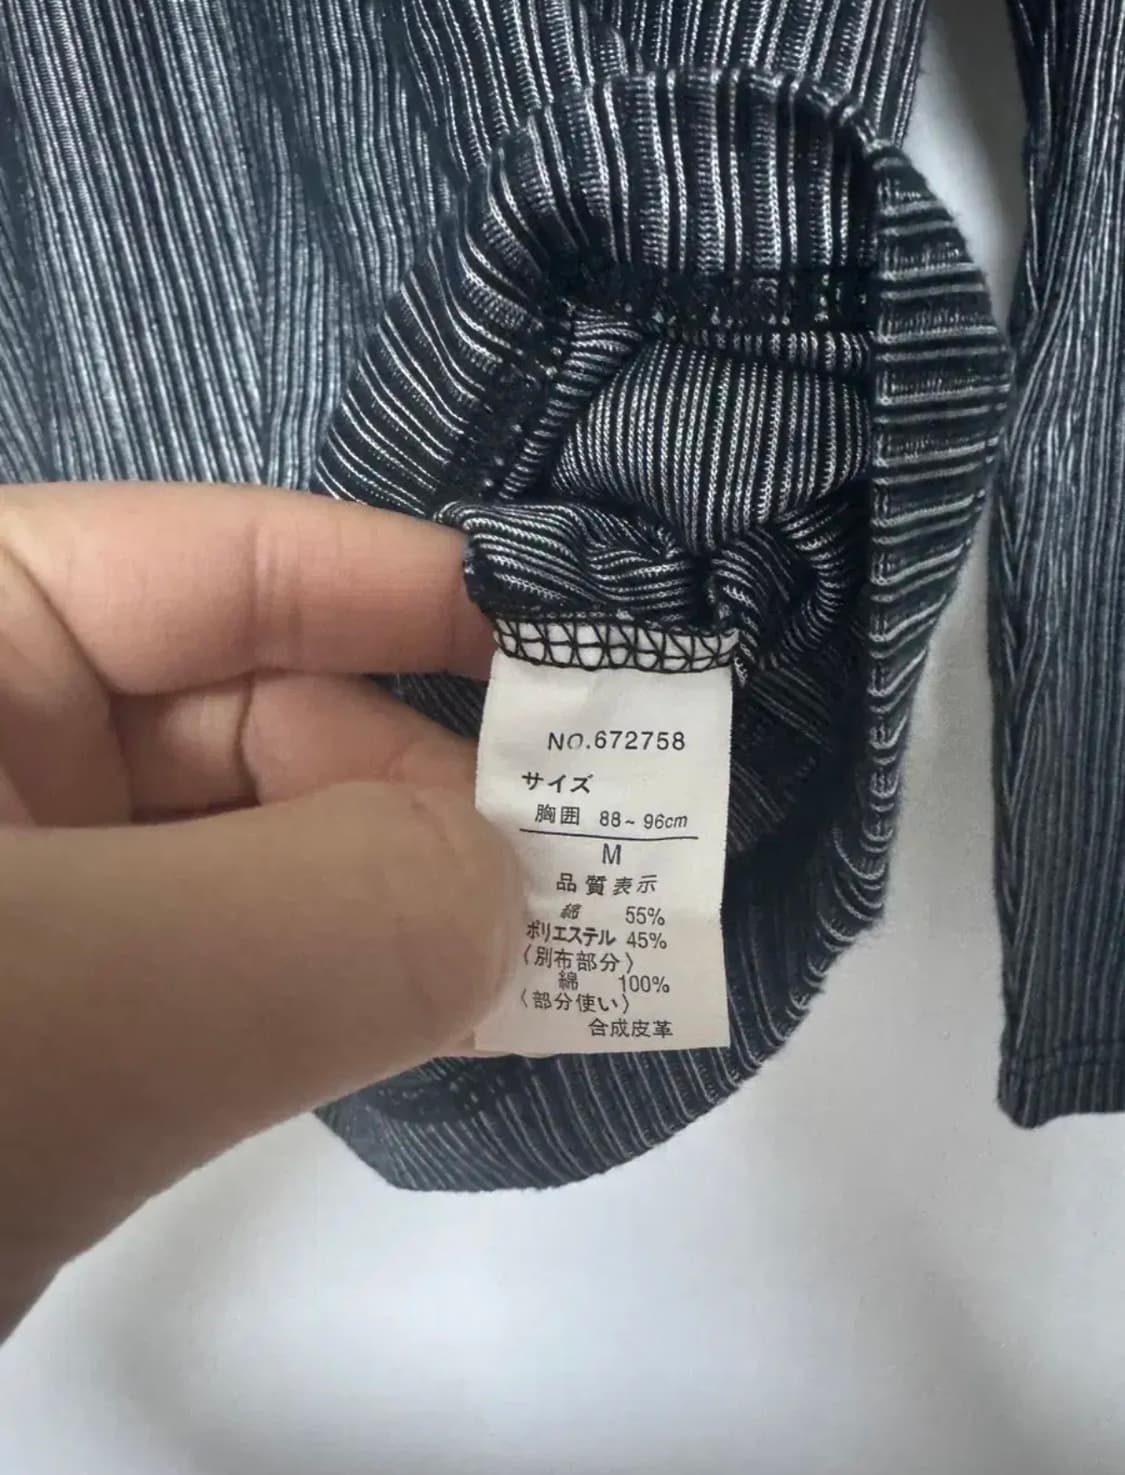 NO.672758
サイズ
胸囲 88~96cm
M
品質表示
綿 55%
ポリエステル 45%
〈別布部分〉
綿 100%
〈部分使い〉
合成皮革